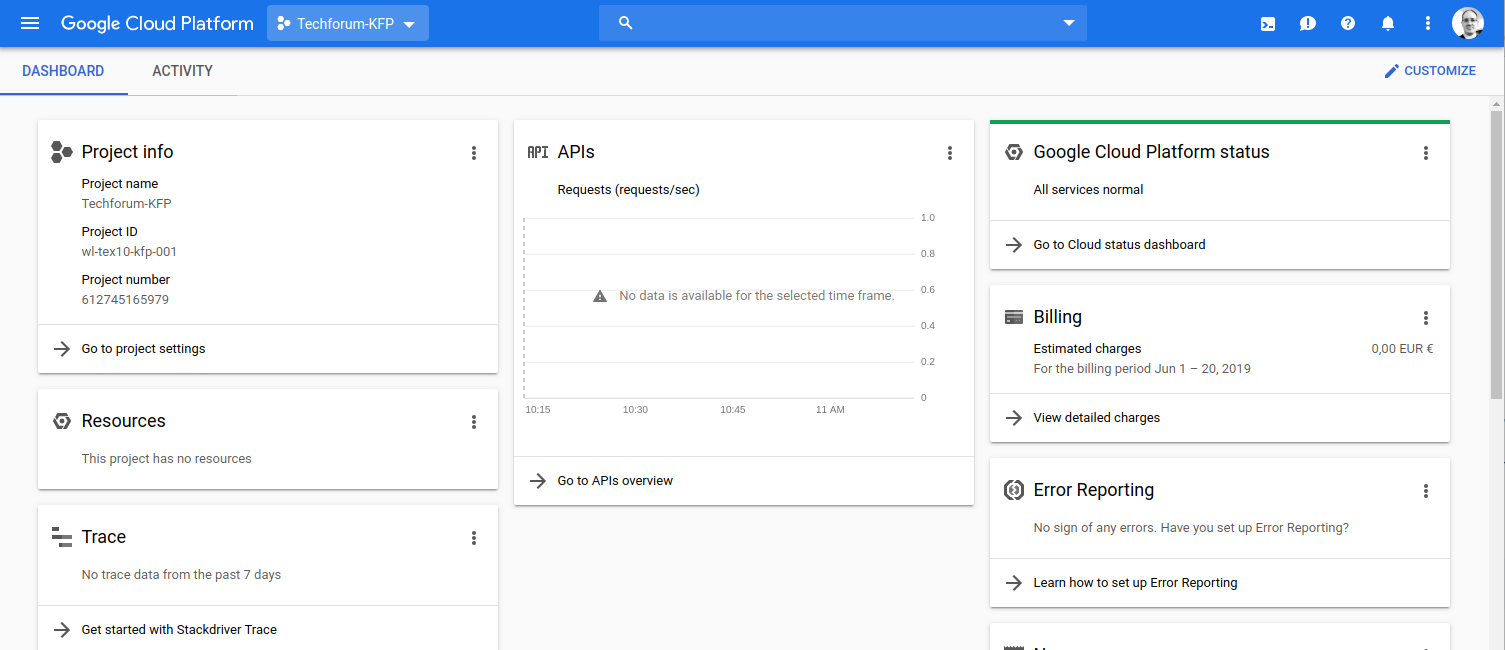 Google Cloud Platform
Techforum-KFP
DASHBOARD
ACTIVITY
CUSTOMIZE
Project info
Project name
Techforum-KFP
Project ID
wl-tex10-kfp-001
Project number
612745165979
Go to project settings
Resources
This project has no resources
Trace
No trace data from the past 7 days
Get started with Stackdriver Trace
API APIs
Requests (requests/sec)
1.0
0.8
No data is available for the selected time frame.
0.6
0.4
0.2
0
10:15 10:30 10:45 11 AM
Go to APIs overview
Google Cloud Platform status
All services normal
Go to Cloud status dashboard
Billing
Estimated charges 0,00 EUR €
For the billing period Jun 1 – 20, 2019
View detailed charges
Error Reporting
No sign of any errors. Have you set up Error Reporting?
Learn how to set up Error Reporting